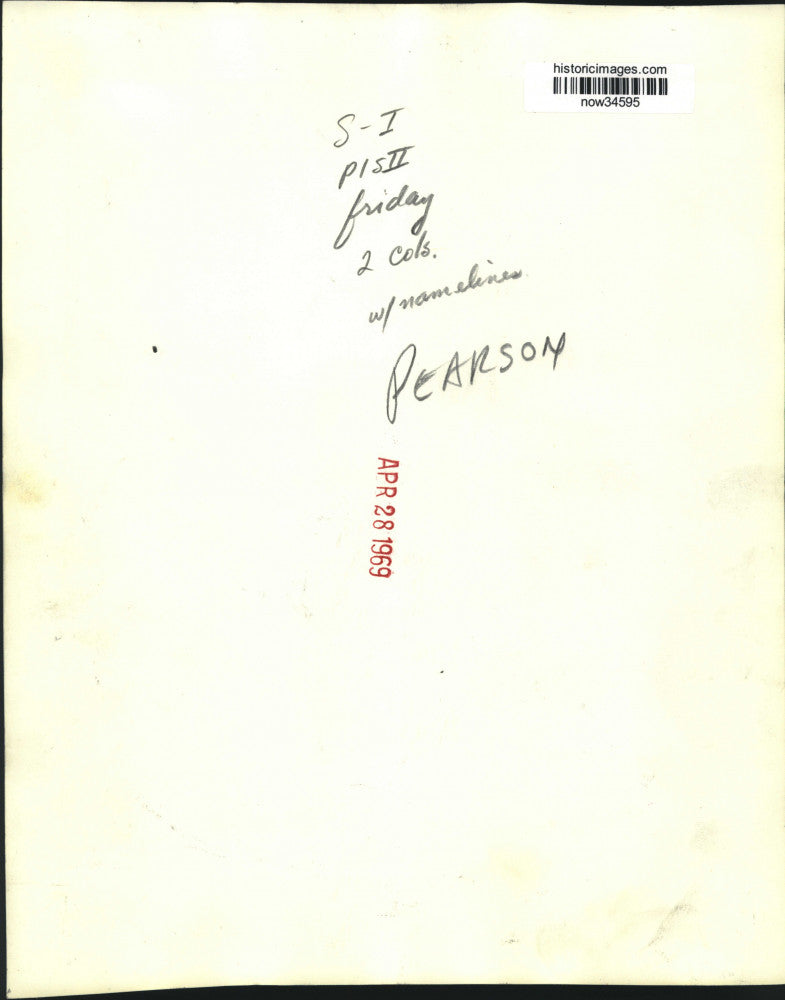 historicimages.com
now34595
S-I
p1sII
friday
2 cols.
w/ namelines
PEARSON
APR 28 1969